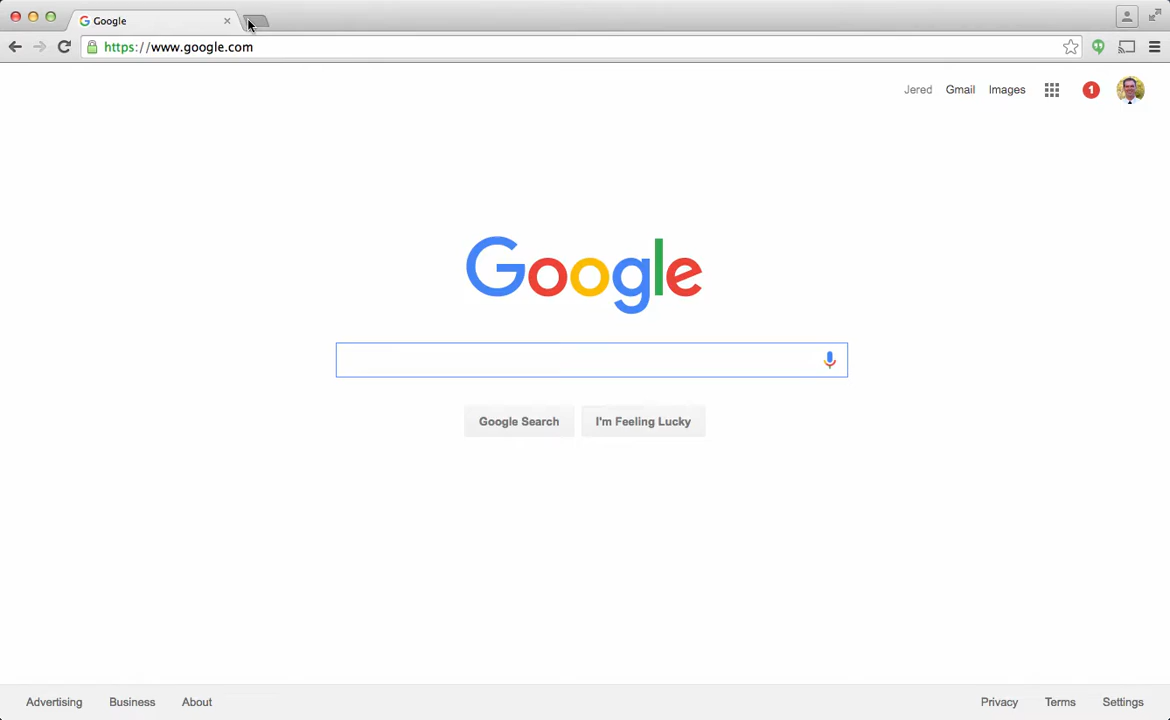 Google
https://www.google.com
Jered Gmail Images 1
Google
Google Search I'm Feeling Lucky
Advertising Business About Privacy Terms Settings